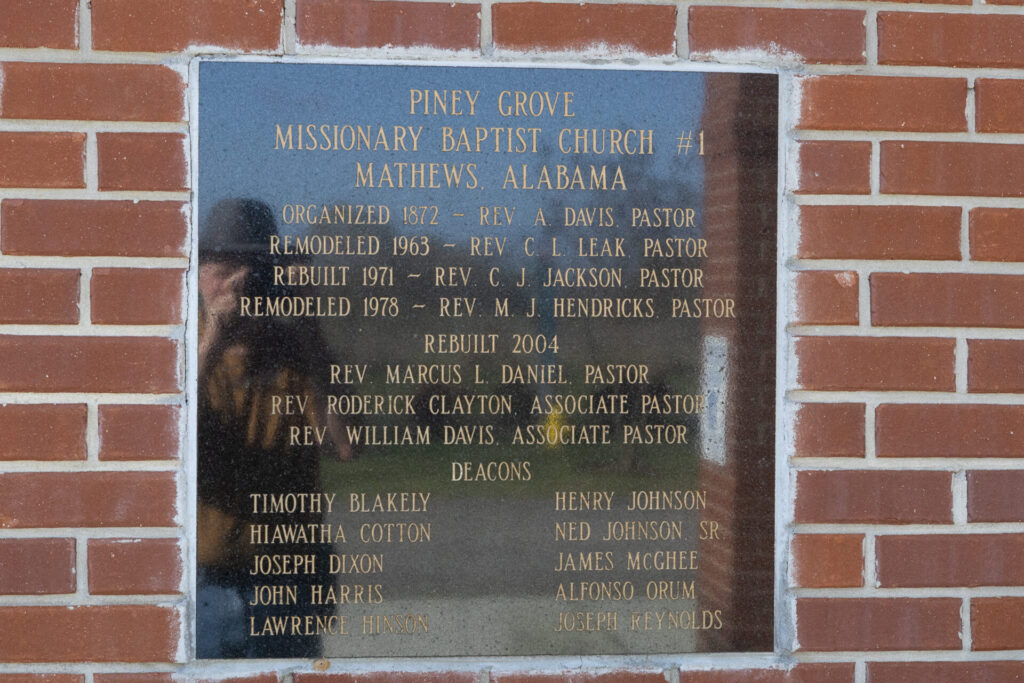 PINEY GROVE
MISSIONARY BAPTIST CHURCH #1
MATHEWS, ALABAMA
ORGANIZED 1872 ~ REV. A. DAVIS, PASTOR
REMODELED 1963 ~ REV. C. L. LEAK, PASTOR
REBUILT 1971 ~ REV. C. J. JACKSON, PASTOR
REMODELED 1978 ~ REV. M. J. HENDRICKS, PASTOR
REBUILT 2004
REV. MARCUS L. DANIEL, PASTOR
REV. RODERICK CLAYTON, ASSOCIATE PASTOR
REV. WILLIAM DAVIS, ASSOCIATE PASTOR
DEACONS
TIMOTHY BLAKELY HENRY JOHNSON
HIAWATHA COTTON NED JOHNSON, SR.
JOSEPH DIXON JAMES McGHEE
JOHN HARRIS ALFONSO ORUM
LAWRENCE HINSON JOSEPH REYNOLDS